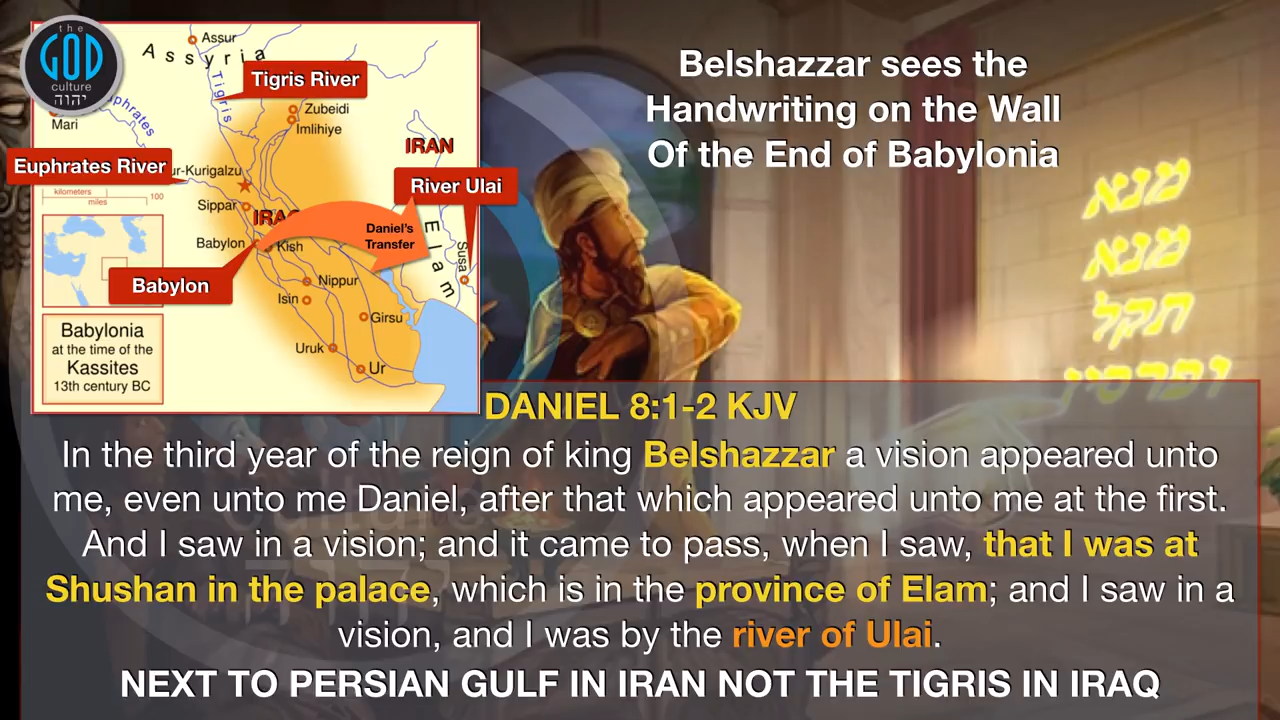 the
GOD
culture
יהוה
Assur
Assyria
Tigris River
Tigris
Zubeidi
Imlihiye
Mari
IRAN
Euphrates River
ur-Kurigalzu
River Ulai
kilometers
miles
100
Sippar
IRAQ
Daniel's
Transfer
Elam
Susa
Babylon
Kish
Babylon
Nippur
Isin
Girsu
Uruk
Ur
Babylonia
at the time of the
Kassites
13th century BC
Belshazzar sees the
Handwriting on the Wall
Of the End of Babylonia
מנא
מנא
תקל
ופרסין
DANIEL 8:1-2 KJV
In the third year of the reign of king Belshazzar a vision appeared unto
me, even unto me Daniel, after that which appeared unto me at the first.
And I saw in a vision; and it came to pass, when I saw, that I was at
Shushan in the palace, which is in the province of Elam; and I saw in a
vision, and I was by the river of Ulai.
NEXT TO PERSIAN GULF IN IRAN NOT THE TIGRIS IN IRAQ